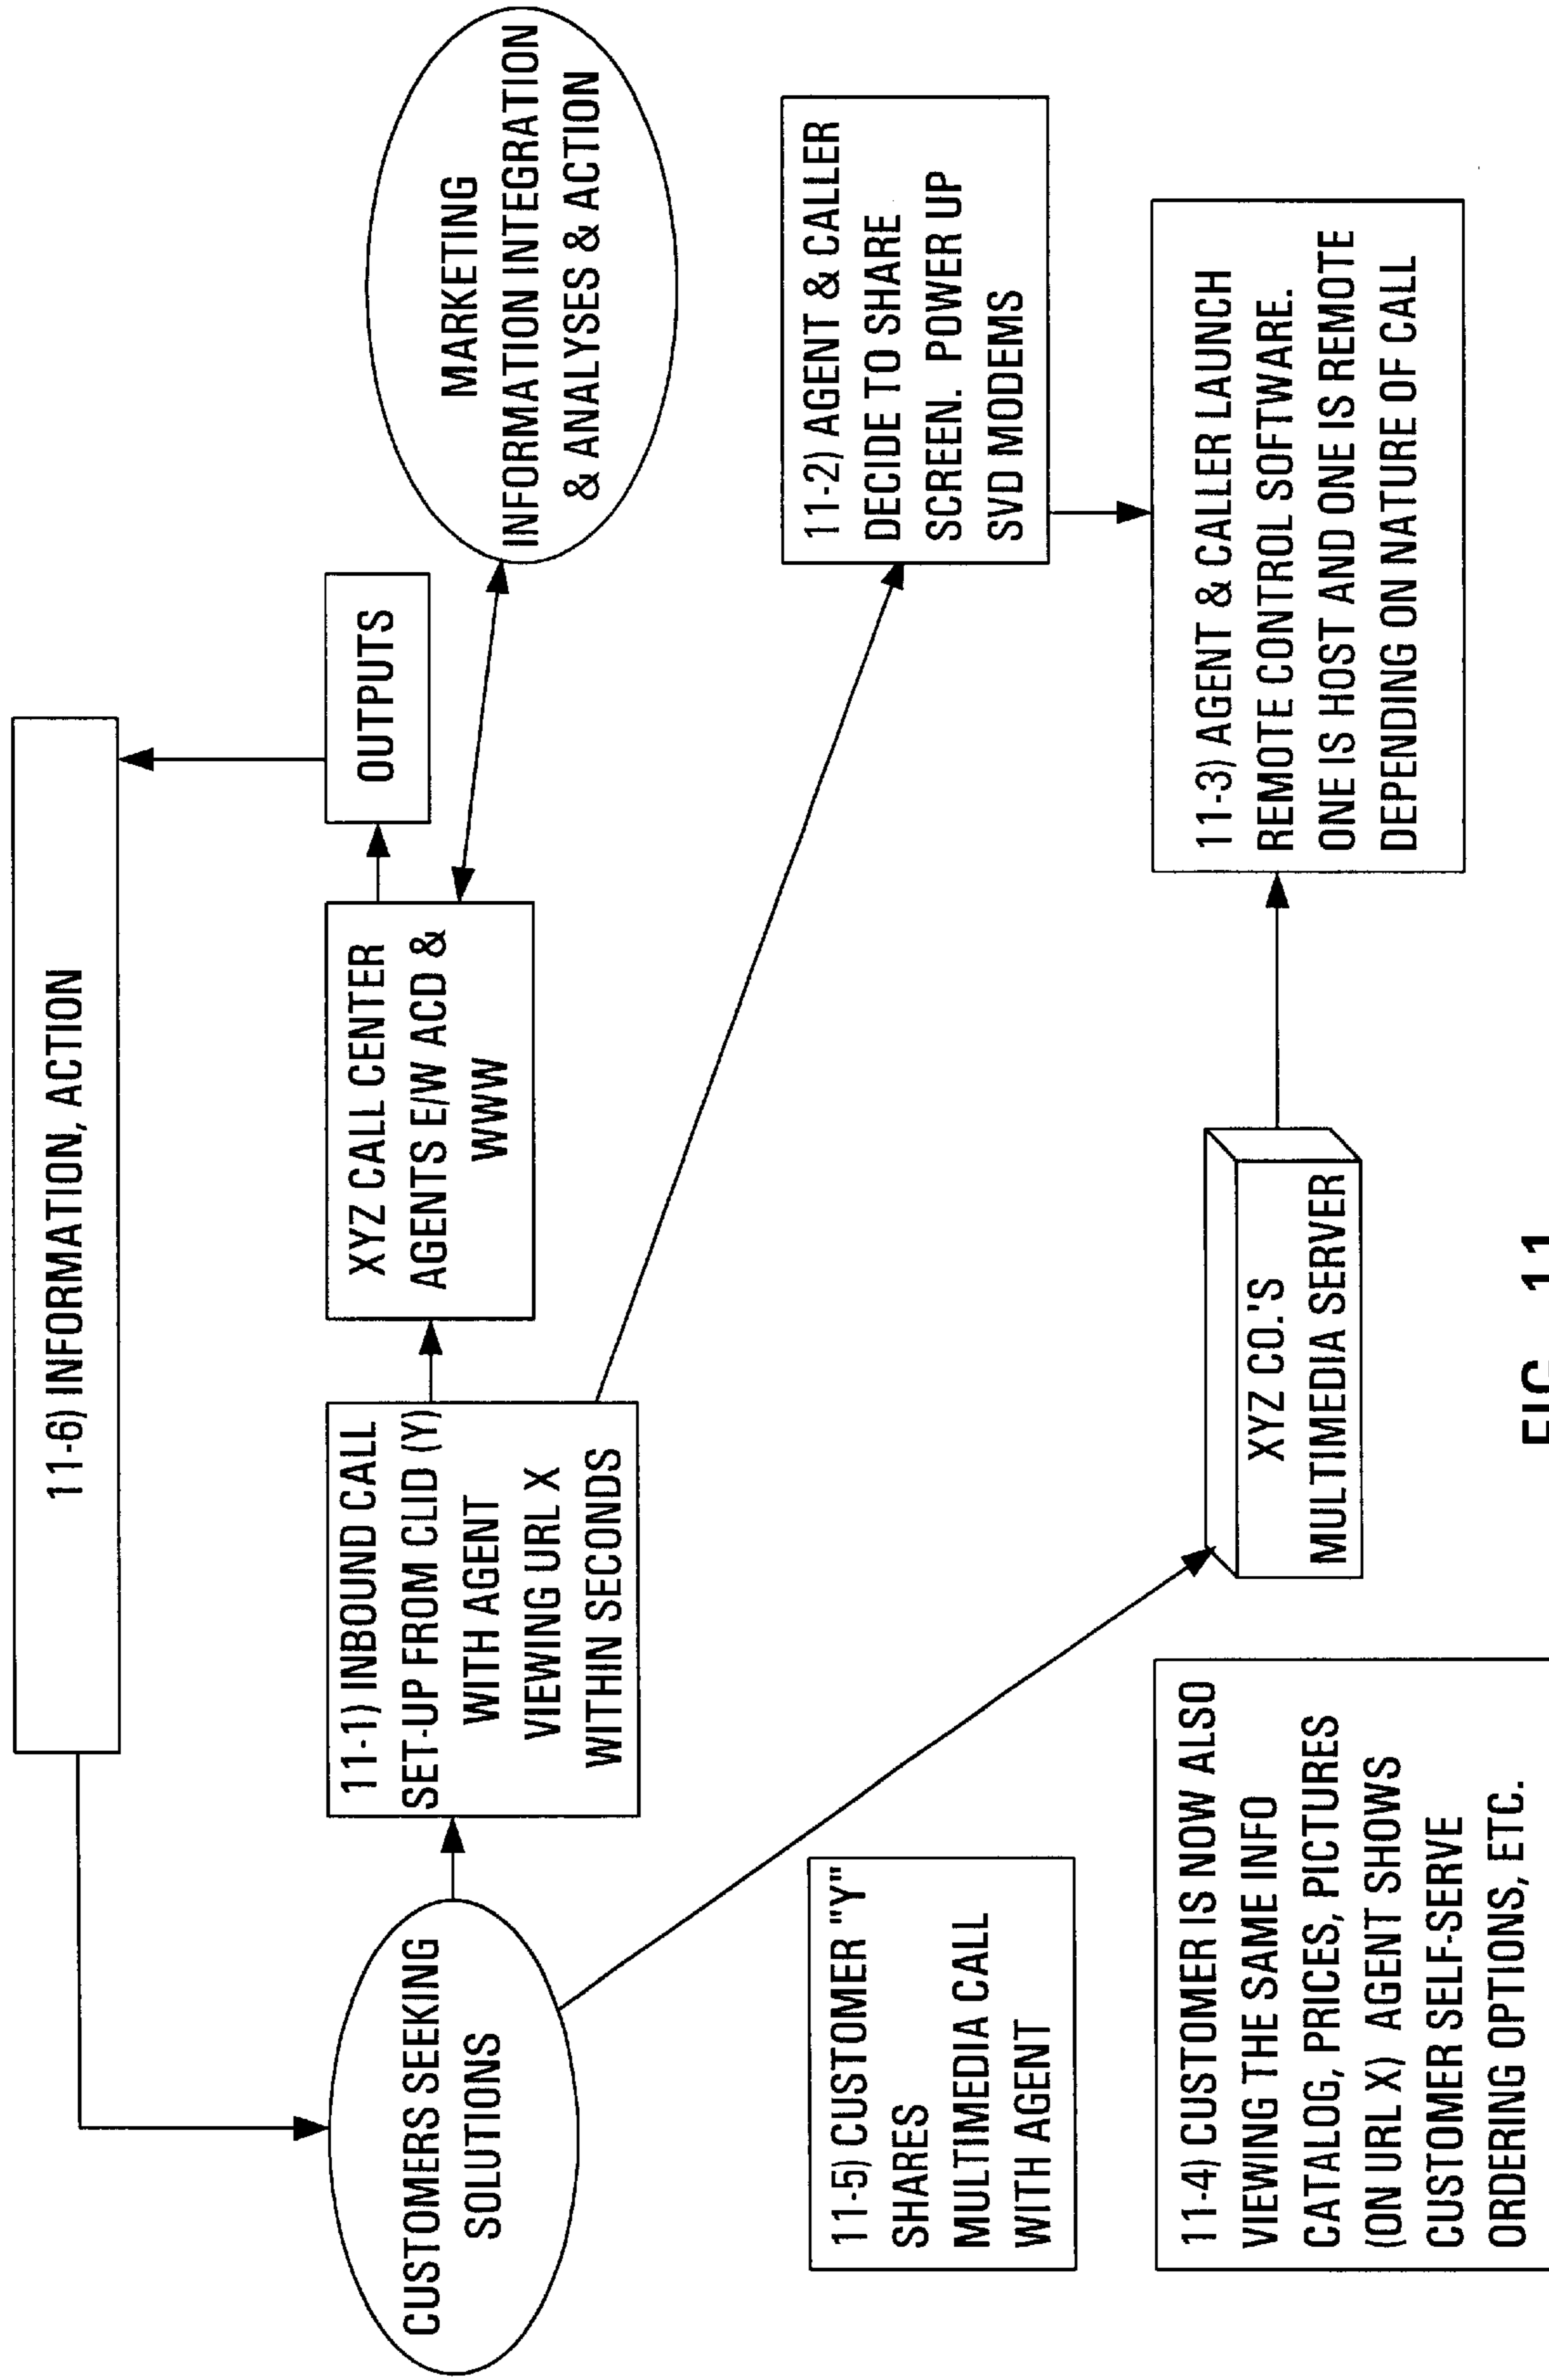 11-6) INFORMATION, ACTION
CUSTOMERS SEEKING
SOLUTIONS
11-1) INBOUND CALL
SET-UP FROM CLID (Y)
WITH AGENT
VIEWING URL X
WITHIN SECONDS
XYZ CALL CENTER
AGENTS E/W ACD &
WWW
OUTPUTS
MARKETING
INFORMATION INTEGRATION
& ANALYSES & ACTION
11-5) CUSTOMER "Y"
SHARES
MULTIMEDIA CALL
WITH AGENT
11-2) AGENT & CALLER
DECIDE TO SHARE
SCREEN. POWER UP
SVD MODEMS
11-4) CUSTOMER IS NOW ALSO
VIEWING THE SAME INFO
CATALOG, PRICES, PICTURES
(ON URL X) AGENT SHOWS
CUSTOMER SELF-SERVE
ORDERING OPTIONS, ETC.
XYZ CO.'S
MULTIMEDIA SERVER
11-3) AGENT & CALLER LAUNCH
REMOTE CONTROL SOFTWARE.
ONE IS HOST AND ONE IS REMOTE
DEPENDING ON NATURE OF CALL
FIG. 11